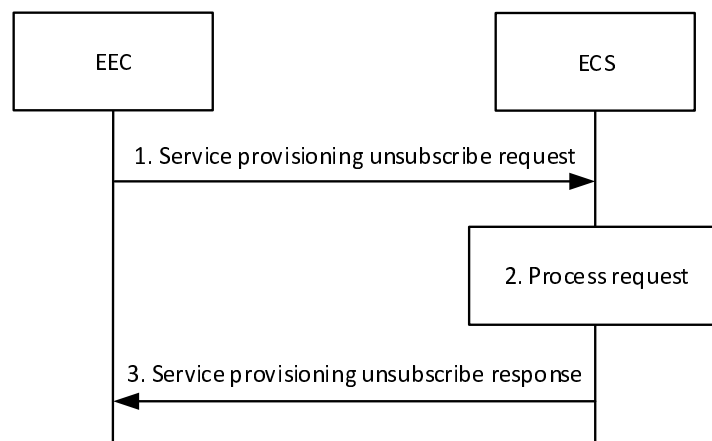 EEC
ECS
1. Service provisioning unsubscribe request
2. Process request
3. Service provisioning unsubscribe response